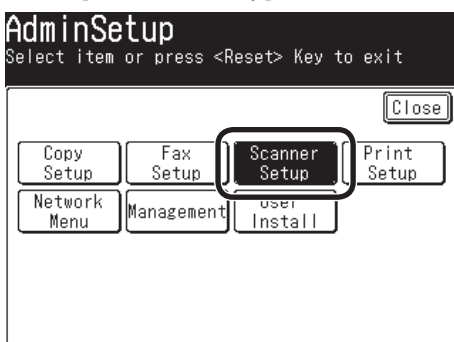 AdminSetup
Select item or press <Reset> Key to exit
Close
Copy Setup
Fax Setup
Scanner Setup
Print Setup
Network Menu
Management
User Install